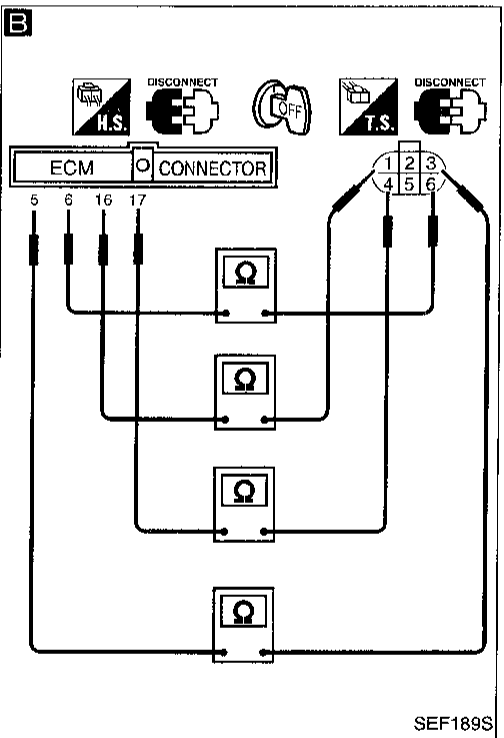 B
DISCONNECT
DISCONNECT
H.S.
OFF
T.S.
ECM CONNECTOR
1 2 3
4 5 6
5 6 16 17
Ω
Ω
Ω
Ω
SEF189S